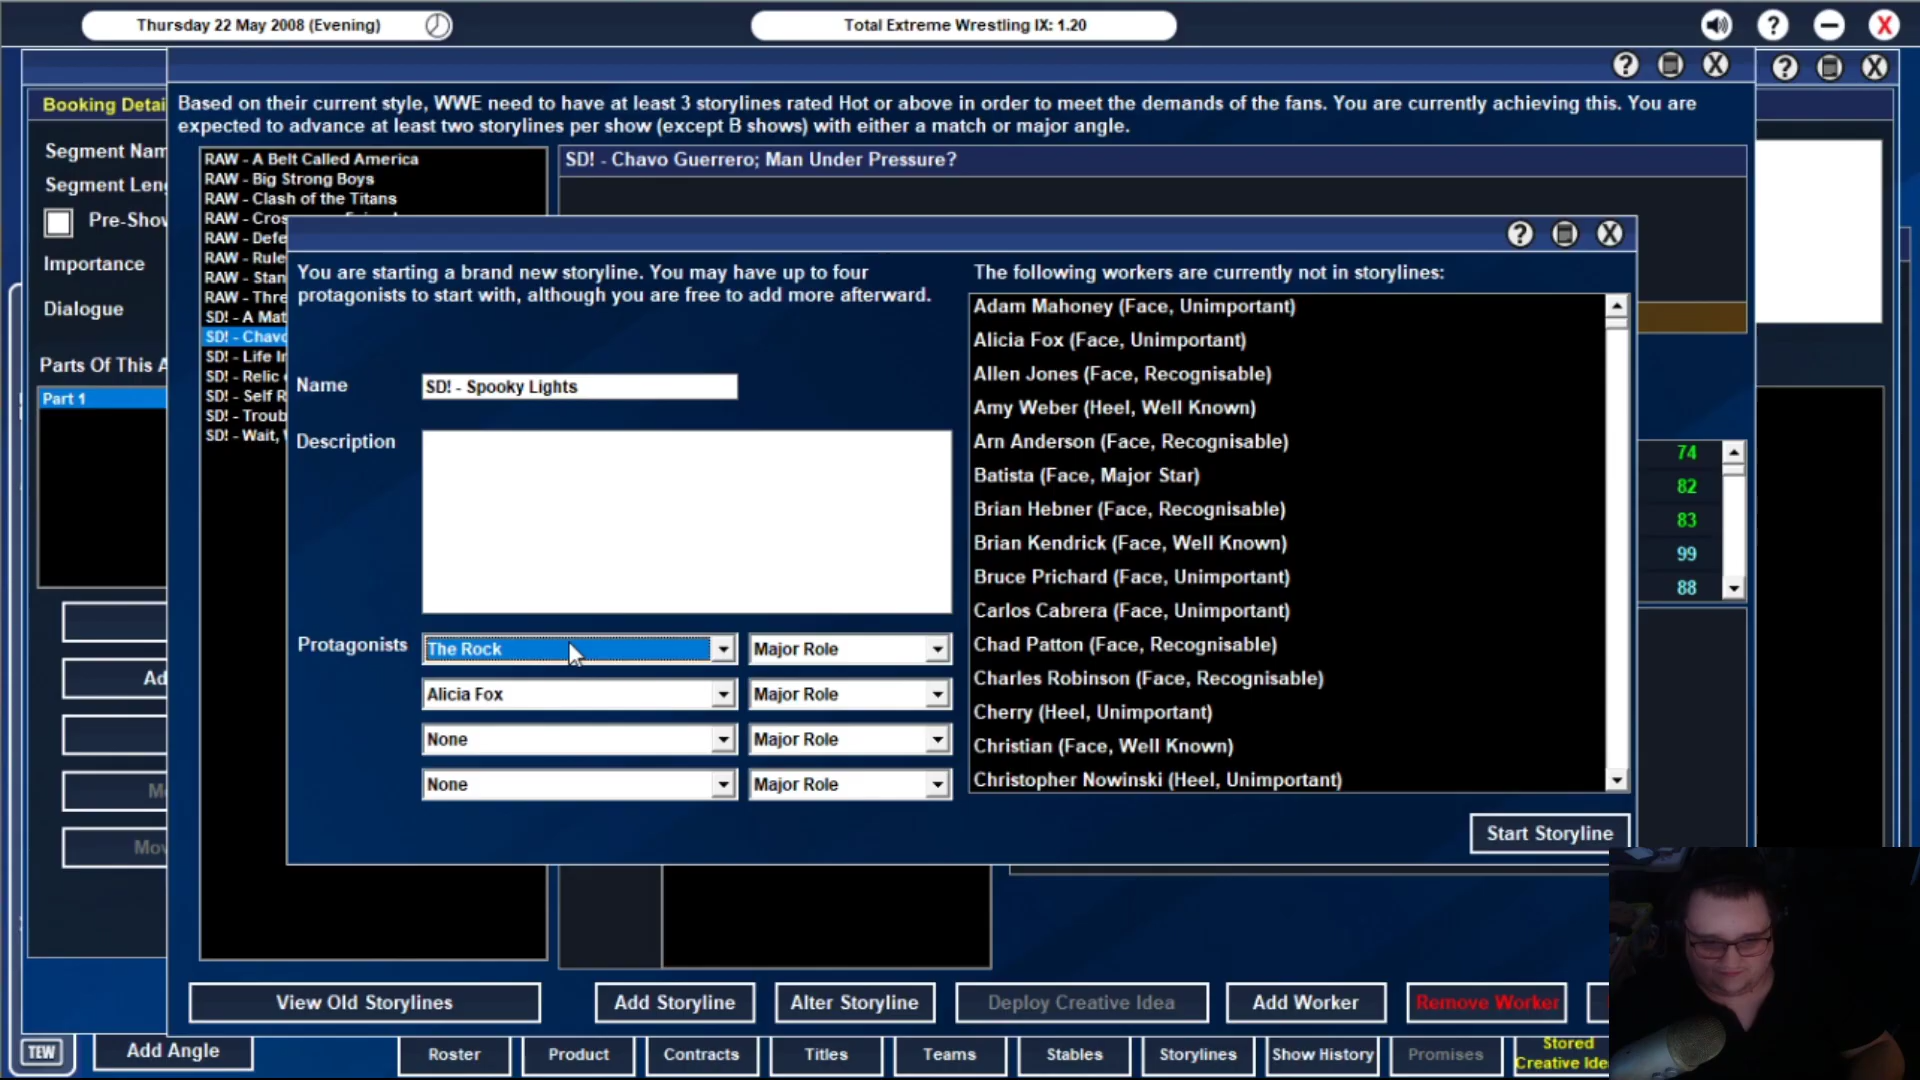 Thursday 22 May 2008 (Evening)
Total Extreme Wrestling IX: 1.20
Booking Detai
Segment Nam
Segment Leng
Pre-Show
Importance
Dialogue
Parts Of This A
Part 1
Ad
Mo
Mov
Based on their current style, WWE need to have at least 3 storylines rated Hot or above in order to meet the demands of the fans. You are currently achieving this. You are
expected to advance at least two storylines per show (except B shows) with either a match or major angle.
RAW - A Belt Called America
RAW - Big Strong Boys
RAW - Clash of the Titans
RAW - Cros
RAW - Defe
RAW - Rule
RAW - Stan
RAW - Thre
SD! - A Mat
SD! - Chavo
SD! - Life In
SD! - Relic
SD! - Self R
SD! - Troub
SD! - Wait,
SD! - Chavo Guerrero; Man Under Pressure?
You are starting a brand new storyline. You may have up to four
protagonists to start with, although you are free to add more afterward.
Name
SD! - Spooky Lights
Description
Protagonists
The Rock
Major Role
Alicia Fox
Major Role
None
Major Role
None
Major Role
The following workers are currently not in storylines:
Adam Mahoney (Face, Unimportant)
Alicia Fox (Face, Unimportant)
Allen Jones (Face, Recognisable)
Amy Weber (Heel, Well Known)
Arn Anderson (Face, Recognisable)
Batista (Face, Major Star)
Brian Hebner (Face, Recognisable)
Brian Kendrick (Face, Well Known)
Bruce Prichard (Face, Unimportant)
Carlos Cabrera (Face, Unimportant)
Chad Patton (Face, Recognisable)
Charles Robinson (Face, Recognisable)
Cherry (Heel, Unimportant)
Christian (Face, Well Known)
Christopher Nowinski (Heel, Unimportant)
Start Storyline
74
82
83
99
88
View Old Storylines
Add Storyline
Alter Storyline
Deploy Creative Idea
Add Worker
Remove Worker
TEW
Add Angle
Roster
Product
Contracts
Titles
Teams
Stables
Storylines
Show History
Promises
Stored
Creative Ide